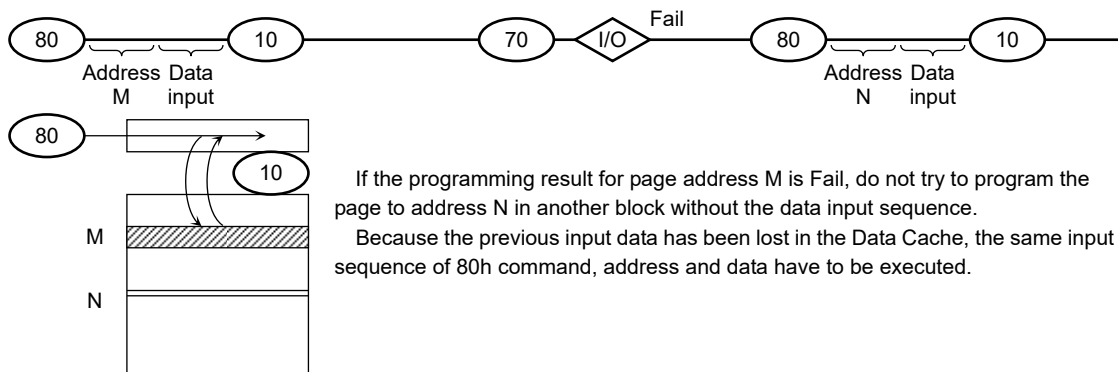 Fail
80 10 70 I/O 80 10
Address Data Address Data
M input N input
80
10
M
N
If the programming result for page address M is Fail, do not try to program the
page to address N in another block without the data input sequence.
Because the previous input data has been lost in the Data Cache, the same input
sequence of 80h command, address and data have to be executed.